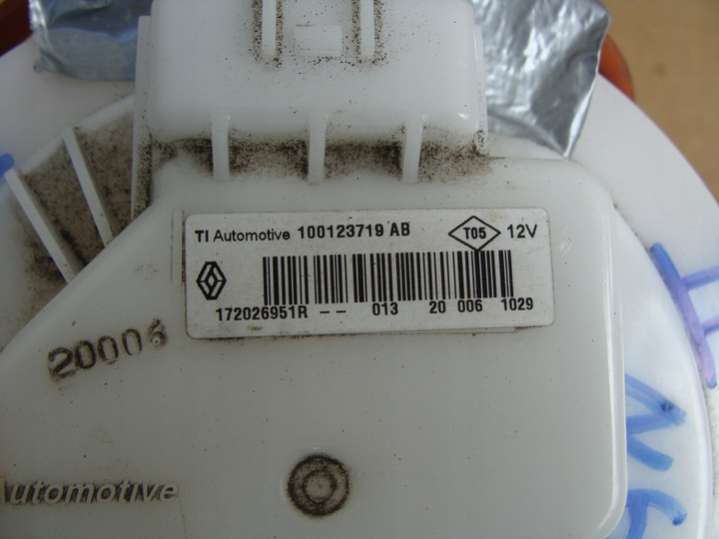 TI Automotive 100123719 AB T05 12V
172026951R -- 013 20 006 1029
20006
Automotive
N